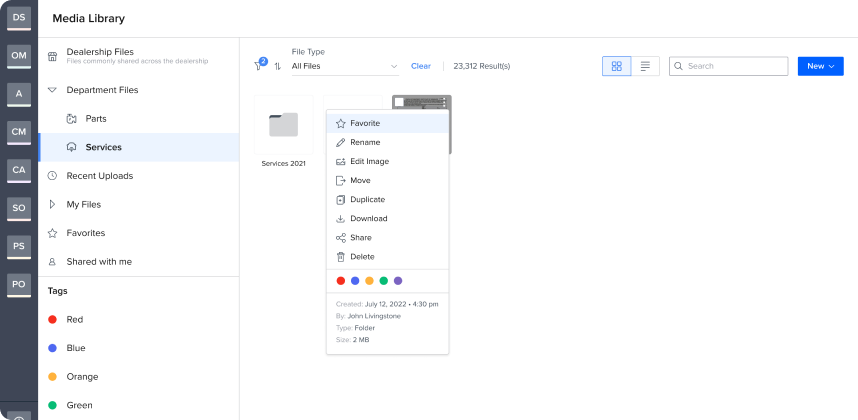 DS
OM
A
CM
CA
SO
PS
PO
Media Library
Dealership Files
Files commonly shared across the dealership
Department Files
Parts
Services
Recent Uploads
My Files
Favorites
Shared with me
Tags
Red
Blue
Orange
Green
2
File Type
All Files
Clear
23,312 Result(s)
Search
New
Services 2021
Favorite
Rename
Edit Image
Move
Duplicate
Download
Share
Delete
Created: July 12, 2022 • 4:30 pm
By: John Livingstone
Type: Folder
Size: 2 MB